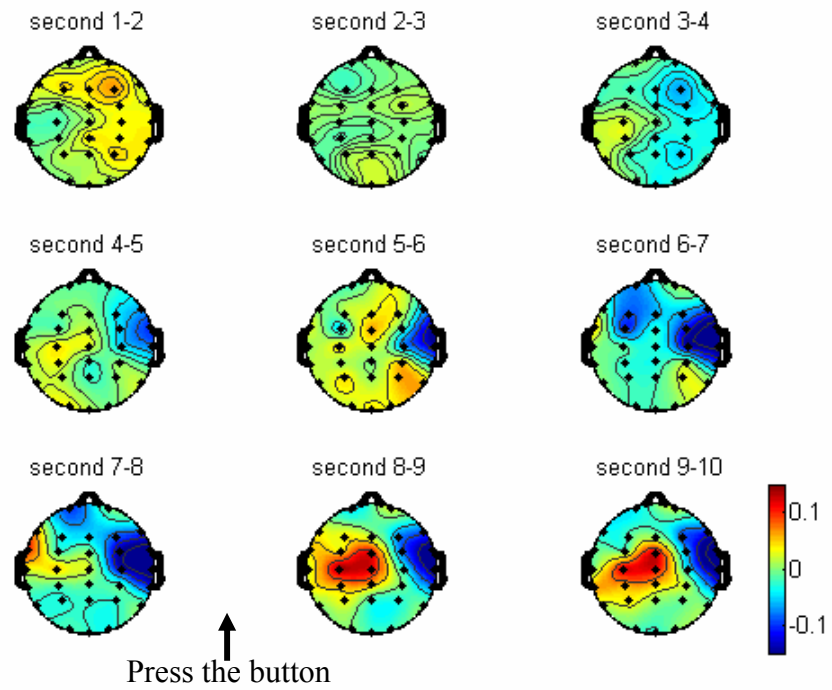 second 1-2
second 2-3
second 3-4
second 4-5
second 5-6
second 6-7
second 7-8
second 8-9
second 9-10
0.1
0
-0.1
Press the button